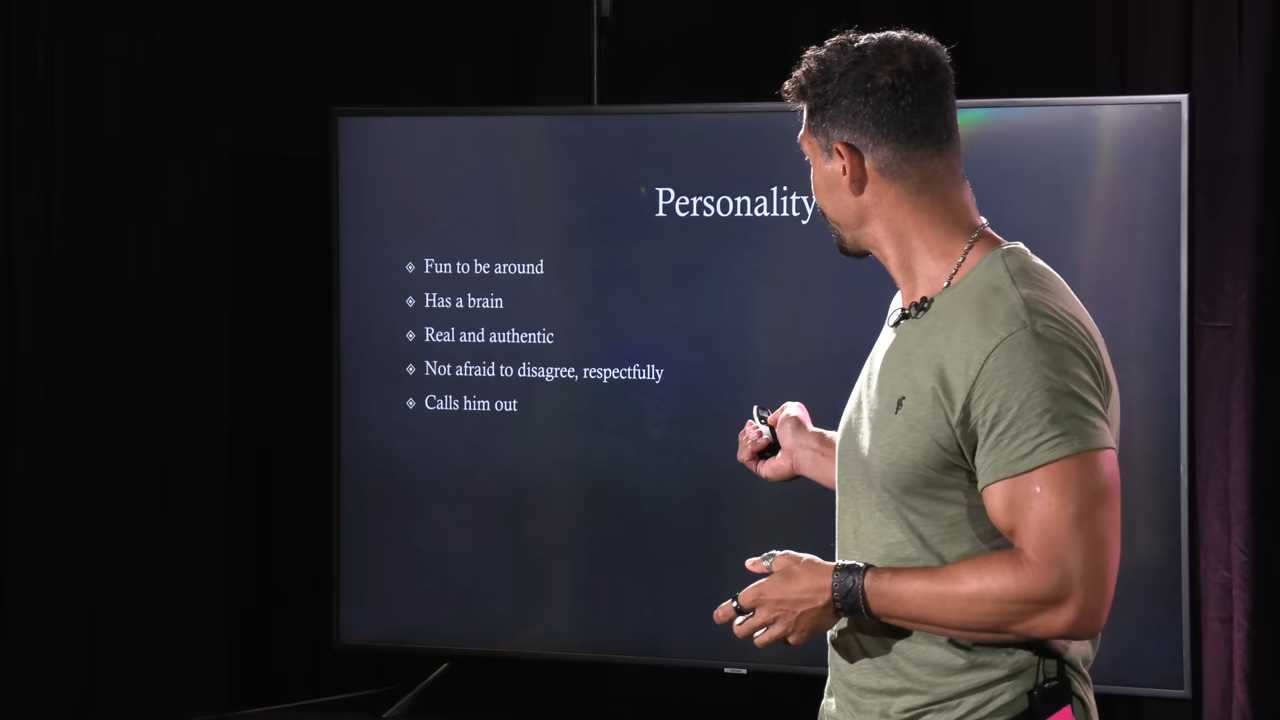 Personality
Fun to be around
Has a brain
Real and authentic
Not afraid to disagree, respectfully
Calls him out